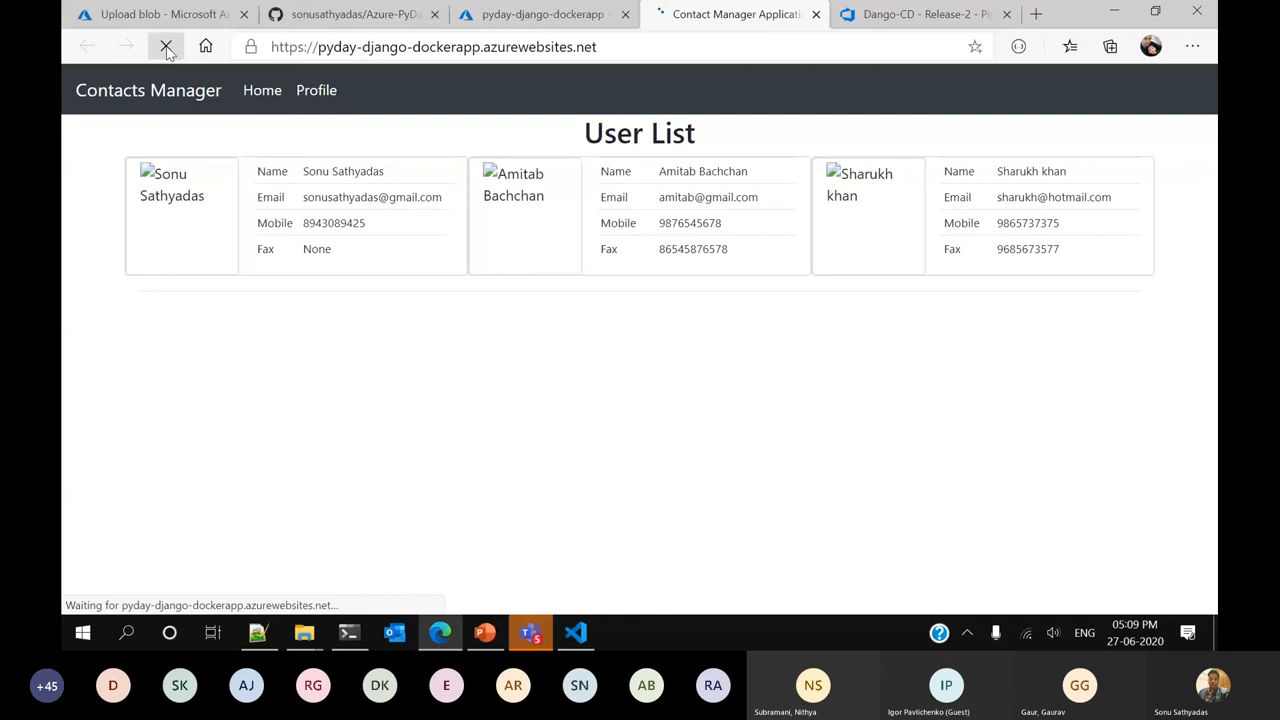 Upload blob - Microsoft Az
sonusathyadas/Azure-PyDa
pyday-django-dockerapp -
Contact Manager Applicati
Dango-CD - Release-2 - Pi
https://pyday-django-dockerapp.azurewebsites.net
Contacts Manager Home Profile
User List
Sonu Sathyadas
Name Sonu Sathyadas
Email sonusathyadas@gmail.com
Mobile 8943089425
Fax None
Amitab Bachchan
Name Amitab Bachchan
Email amitab@gmail.com
Mobile 9876545678
Fax 86545876578
Sharukh khan
Name Sharukh khan
Email sharukh@hotmail.com
Mobile 9865737375
Fax 9685673577
Waiting for pyday-django-dockerapp.azurewebsites.net...
ENG
05:09 PM
27-06-2020
+45 D SK AJ RG DK E AR SN AB RA NS IP GG
Subramani, Nithya
Igor Pavlichenko (Guest)
Gaur, Gaurav
Sonu Sathyadas